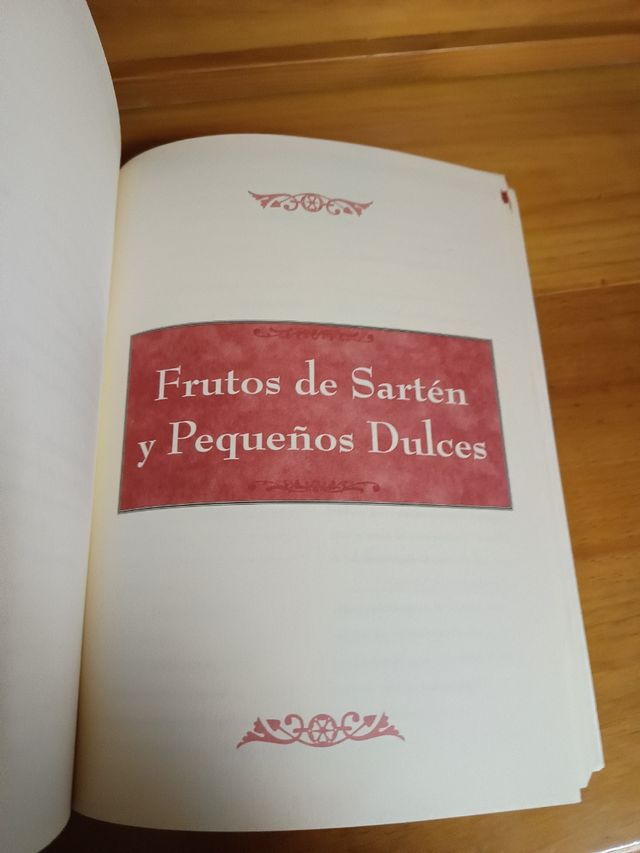 Frutos de Sartén
y Pequeños Dulces